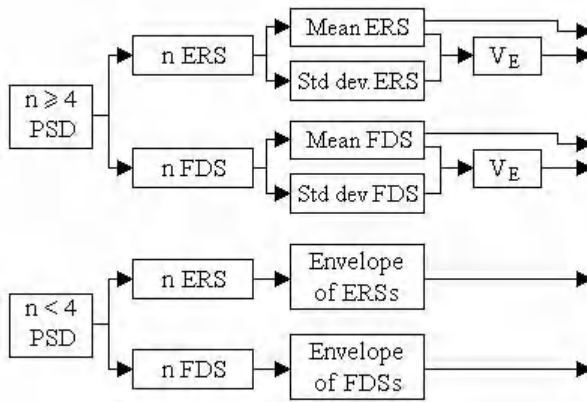 n ⩾ 4
PSD
n ERS
Mean ERS
Std dev. ERS
V_E
n FDS
Mean FDS
Std dev FDS
V_E
n < 4
PSD
n ERS
Envelope
of ERSs
n FDS
Envelope
of FDSs